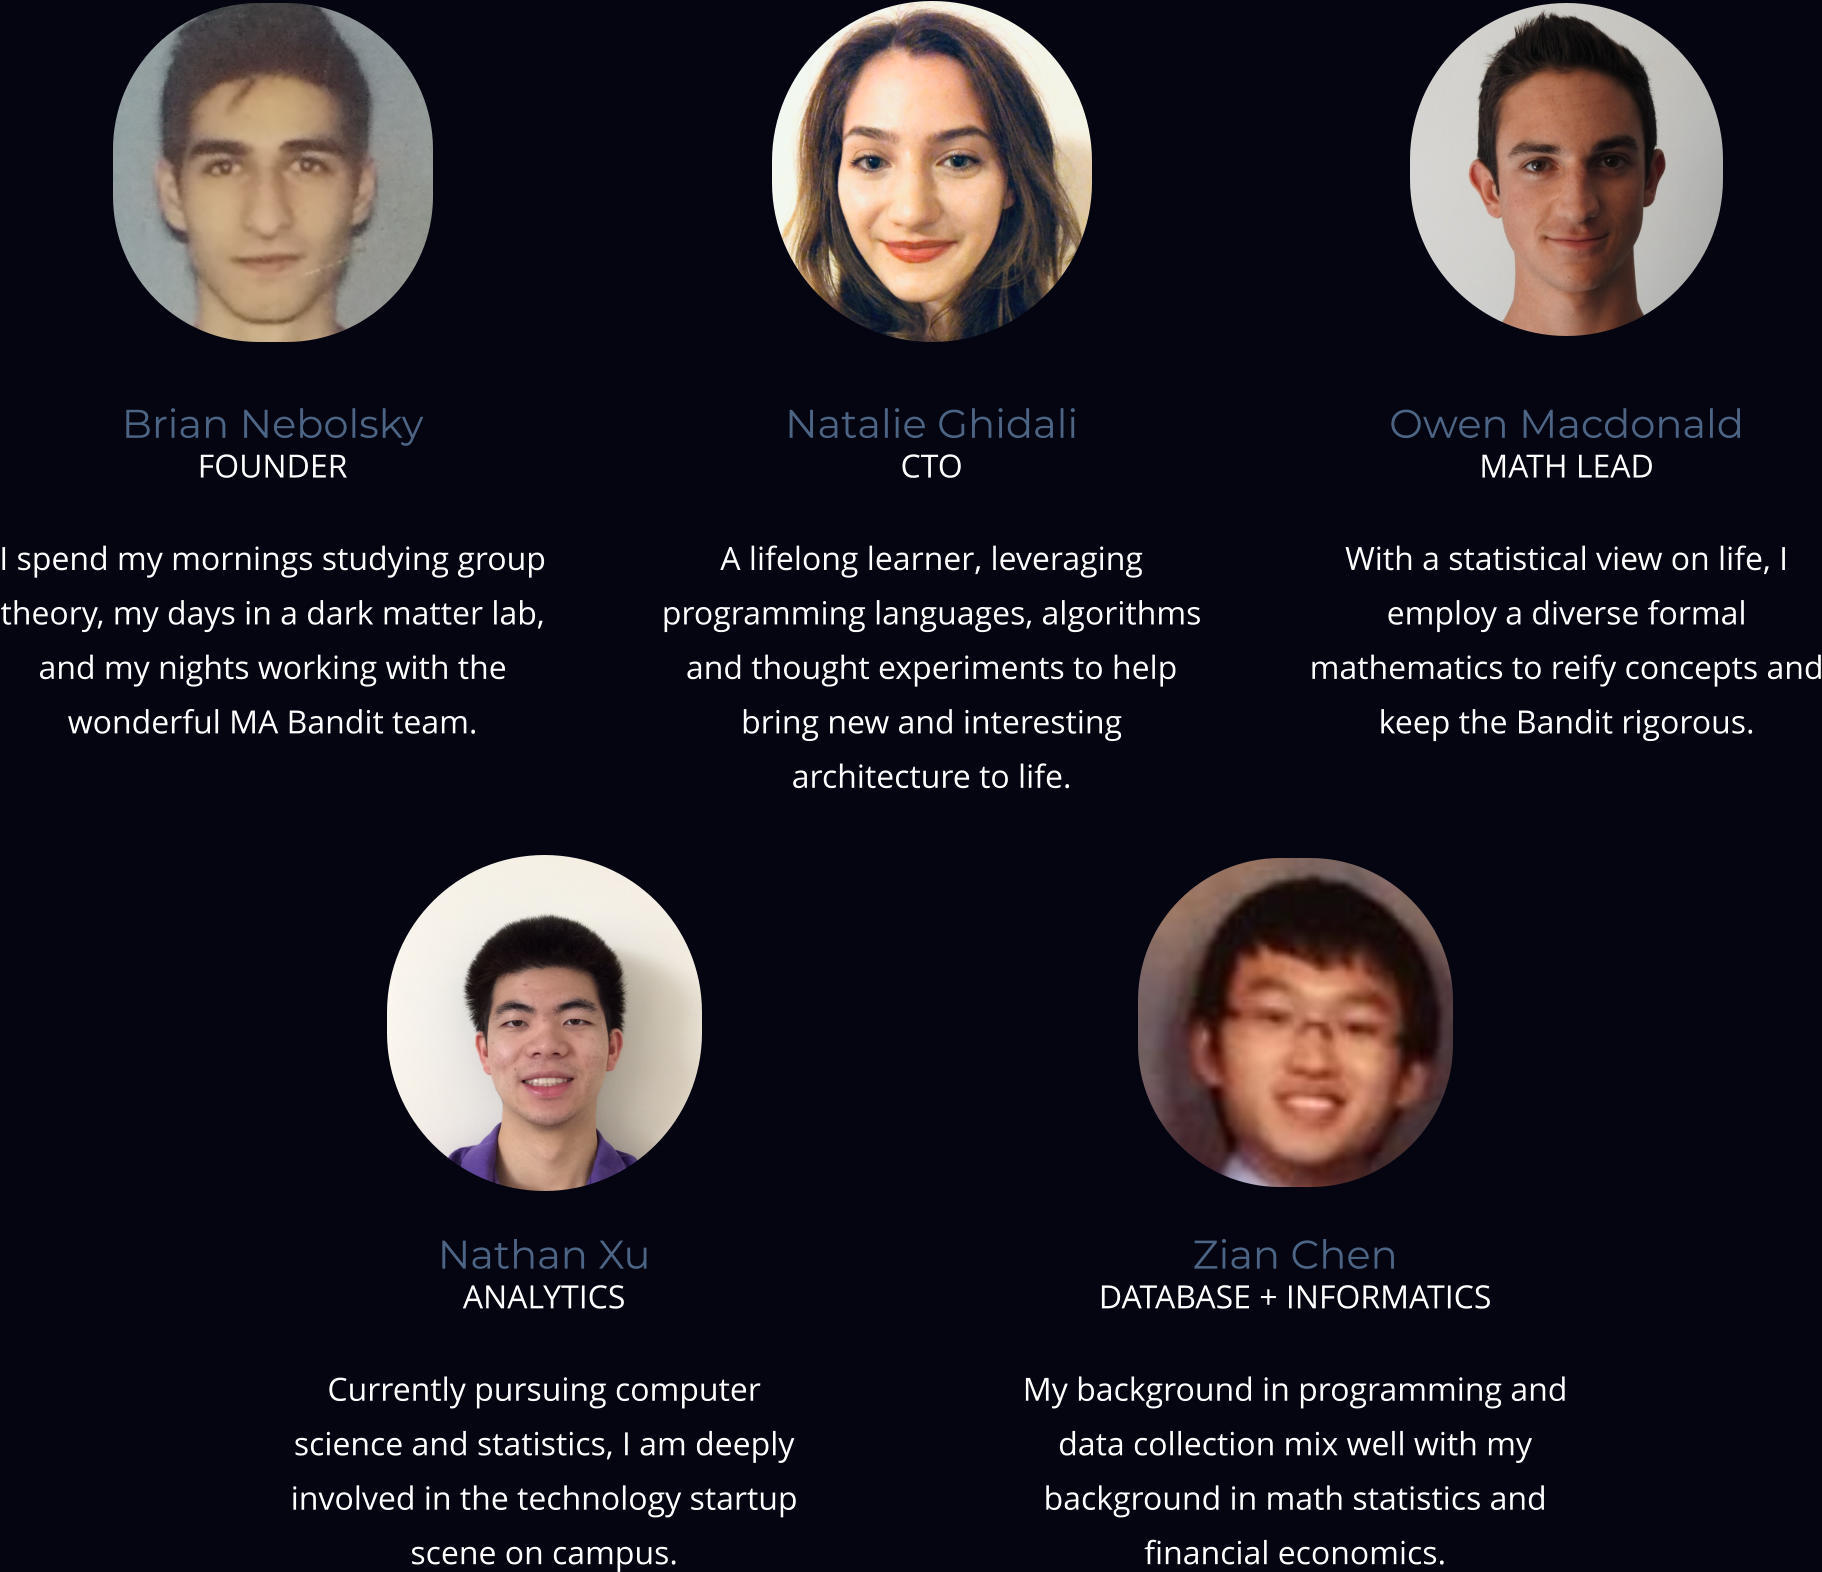 Brian Nebolsky
FOUNDER
I spend my mornings studying group
theory, my days in a dark matter lab,
and my nights working with the
wonderful MA Bandit team.
Natalie Ghidali
CTO
A lifelong learner, leveraging
programming languages, algorithms
and thought experiments to help
bring new and interesting
architecture to life.
Owen Macdonald
MATH LEAD
With a statistical view on life, I
employ a diverse formal
mathematics to reify concepts and
keep the Bandit rigorous.
Nathan Xu
ANALYTICS
Currently pursuing computer
science and statistics, I am deeply
involved in the technology startup
scene on campus.
Zian Chen
DATABASE + INFORMATICS
My background in programming and
data collection mix well with my
background in math statistics and
financial economics.